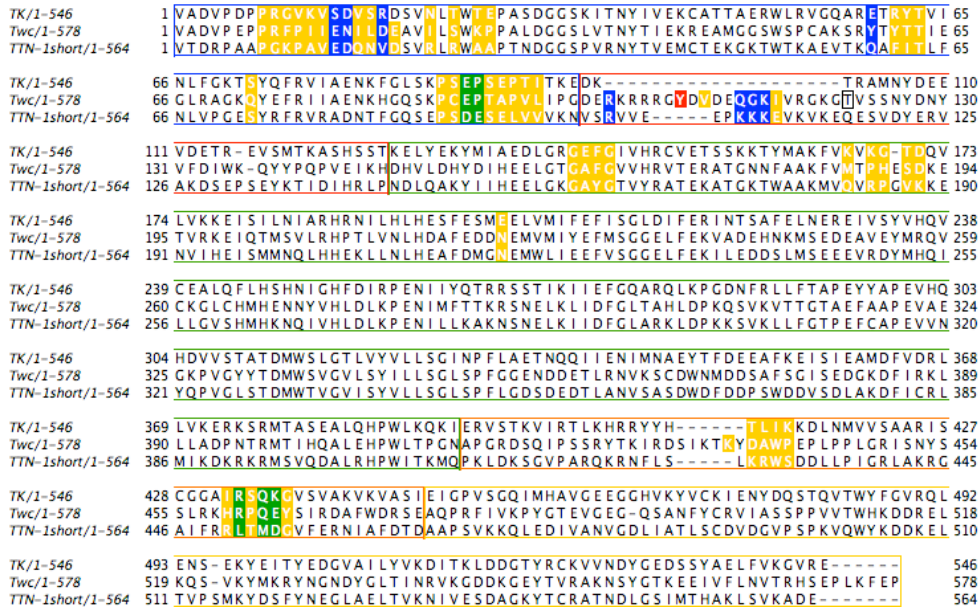 TK/1-546 1 VADVPDPPRGVKVSDVSRDSVNLTWTEPASDGGSKITNYIVEKCATTAERWLRVGQARETRYTVI 65
Twc/1-578 1 VADVPEPPRFPIIENILDEAVILSWKPPALDGGSLVTNYTIEKREAMGGSWSPCAKSRYTYTTIE 65
TTN-1short/1-564 1 VTDRPAAPGKPAVEDQNVDSVRLRWAAPTNDGGSPVRNYTVEMCTEKGKTWTKAEVTKQAFITLF 65
TK/1-546 66 NLFGKTSYQFRVIAENKFGLSKPSEPSEPTITKEDK--------------------TRAMNYDEE 110
Twc/1-578 66 GLRAGKQYEFRIIAENKHGQSKPCEPTAPVLIPGDERKRRRGYDVDEQGKIVRGKGTVSSNYDNY 130
TTN-1short/1-564 66 NLVPGESYRFRVRADNTFGQSEPSDESELVVVKNVSRVVE-----EPKKKEVKVKEQESVDYERV 125
TK/1-546 111 VDETR-EVSMTKASHSSTKELYEKYMIAEDLGRGEFGIVHRCVETSSKKTYMAKFVKVKG-TDQV 173
Twc/1-578 131 VFDIWK-QYYPQPVEIKHDHVLDHYDIHEELGTGAFGVVHRVTERATGNNFAAKFVMTPHESDKE 194
TTN-1short/1-564 126 AKDSEPSEYKTIDIHRLPNDLQAKYIIHEELGKGAYGTVYRATEKATGKTWAAKMVQVRPGVKKE 190
TK/1-546 174 LVKKEISILNIARHRNILHLHESFESMEELVMIFEFISGLDIFERINTSAFELNEREIVSYVHQV 238
Twc/1-578 195 TVRKEIQTMSVLRHPTLVNLHDAFEDDNEMVMIYEFMSGGELFEKVADEHNKMSEDEAVEYMRQV 259
TTN-1short/1-564 191 NVIHEISMMNQLHHEKLLNLHEAFDMGNEMWLIEEFVSGGELFEKILEDDSLMSEEEVRDYMHQI 255
TK/1-546 239 CEALQFLHSHNIGHFDIRPENIIYQTRRSSTIKIIEFGQARQLKPGDNFRLLFTAPEYYAPEVHQ 303
Twc/1-578 260 CKGLCHMHENNYVHLDLKPENIMFTTKRSNELKLIDFGLTAHLDPKQSVKVTTGTAEFAAPEVAE 324
TTN-1short/1-564 256 LLGVSHMHKNQIVHLDLKPENILLKAKNSNELKIIDFGLARKLDPKKSVKLLFGTPEFCAPEVVN 320
TK/1-546 304 HDVVSTATDMWSLGTLVYVLLSGINPFLAETNQQIIENIMNAEYTFDEEAFKEISIEAMDFVDRL 368
Twc/1-578 325 GKPVGYYTDMWSVGVLSYILLSGLSPFGGENDDETLRNVKSCDWNMDDSAFSGISEDGKDFIRKL 389
TTN-1short/1-564 321 YQPVGLSTDMWTVGVISYVLLSGLSPFLGDSDEDTLANVSASDWDFDDPSWDDVSDLAKDFICRL 385
TK/1-546 369 LVKERKSRMTASEALQHPWLKQKIERVSTKVIRTLKHRRYYH------TLIKKDLNMVVSAARIS 427
Twc/1-578 390 LLADPNTRMTIHQALEHPWLTPGNAPGRDSQIPSSRYTKIRDSIKTKYDAWPEPLPPLGRISNYS 454
TTN-1short/1-564 386 MIKDKRKRMSVQDALRHPWITKMQPKLDKSGVPARQKRNFLS-----LKRWSDDLLPIGRLAKRG 445
TK/1-546 428 CGGAIRSQKGVSVAKVKVASIEIGPVSGQIMHAVGEEGGHVKYVCKIENYDQSTQVTWYFGVRQL 492
Twc/1-578 455 SLRKHRPQEYSIRDAFWDRSEAQPRFIVKPYGTEVGEG-QSANFYCRVIASSPPVVTWHKDDREL 518
TTN-1short/1-564 446 AIFRRLTMDGVFERNIAFDTDAAPSVKKQLEDIVANVGDLIATLSCDVDGVPSPKVQWYKDDKEL 510
TK/1-546 493 ENS-EKYEITYEDGVAILYVKDITKLDDGTYRCKVVNDYGEDSSYAELFVKGVRE------ 546
Twc/1-578 519 KQS-VKYMKRYNGNDYGLTINRVKGDDKGEYTVRAKNSYGTKEEIVFLNVTRHSEPLKFEP 578
TTN-1short/1-564 511 TVPSMKYDSFYNEGLAELTVKNIVESDAGKYTCRATNDLGSIMTHAKLSVKADE------- 564